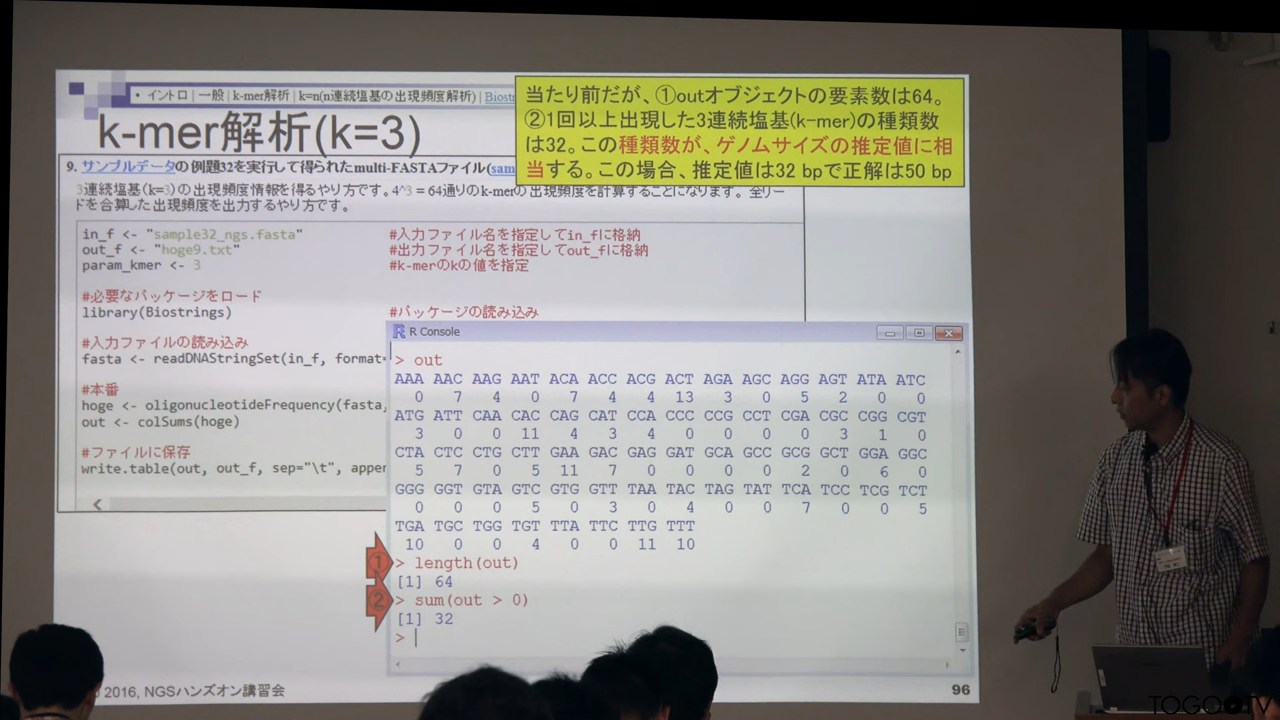 • イントロ | 一般 | k-mer解析 | k=n(n連続塩基の出現頻度解析) | Biostr
当たり前だが、①outオブジェクトの要素数は64。
②1回以上出現した3連続塩基(k-mer)の種類数
は32。この種類数が、ゲノムサイズの推定値に相
当する。この場合、推定値は32 bpで正解は50 bp
k-mer解析(k=3)
9. サンプルデータの例題32を実行して得られたmulti-FASTAファイル(sam
3連続塩基(k=3)の出現頻度情報を得るやり方です。4^3 = 64通りのk-merの出現頻度を計算することになります。全リー
ドを合算した出現頻度を出力するやり方です。
in_f <- "sample32_ngs.fasta" #入力ファイル名を指定してin_fに格納
out_f <- "hoge9.txt" #出力ファイル名を指定してout_fに格納
param_kmer <- 3 #k-merのkの値を指定
#必要なパッケージをロード
library(Biostrings) #パッケージの読み込み
#入力ファイルの読み込み
fasta <- readDNAStringSet(in_f, format=
#本番
hoge <- oligonucleotideFrequency(fasta,
out <- colSums(hoge)
#ファイルに保存
write.table(out, out_f, sep="\t", appen
R Console
> out
AAA AAC AAG AAT ACA ACC ACG ACT AGA AGC AGG AGT ATA ATC
0 7 4 0 7 4 4 13 3 0 5 2 0 0
ATG ATT CAA CAC CAG CAT CCA CCC CCG CCT CGA CGC CGG CGT
3 0 0 11 4 3 4 0 0 0 0 3 1 0
CTA CTC CTG CTT GAA GAC GAG GAT GCA GCC GCG GCT GGA GGC
5 7 0 5 11 7 0 0 0 0 2 0 6 0
GGG GGT GTA GTC GTG GTT TAA TAC TAG TAT TCA TCC TCG TCT
0 0 0 5 0 3 0 4 0 0 7 0 0 5
TGA TGC TGG TGT TTA TTC TTG TTT
10 0 0 4 0 0 11 10
① > length(out)
[1] 64
② > sum(out > 0)
[1] 32
>
2016, NGSハンズオン講習会
96
TOGO TV